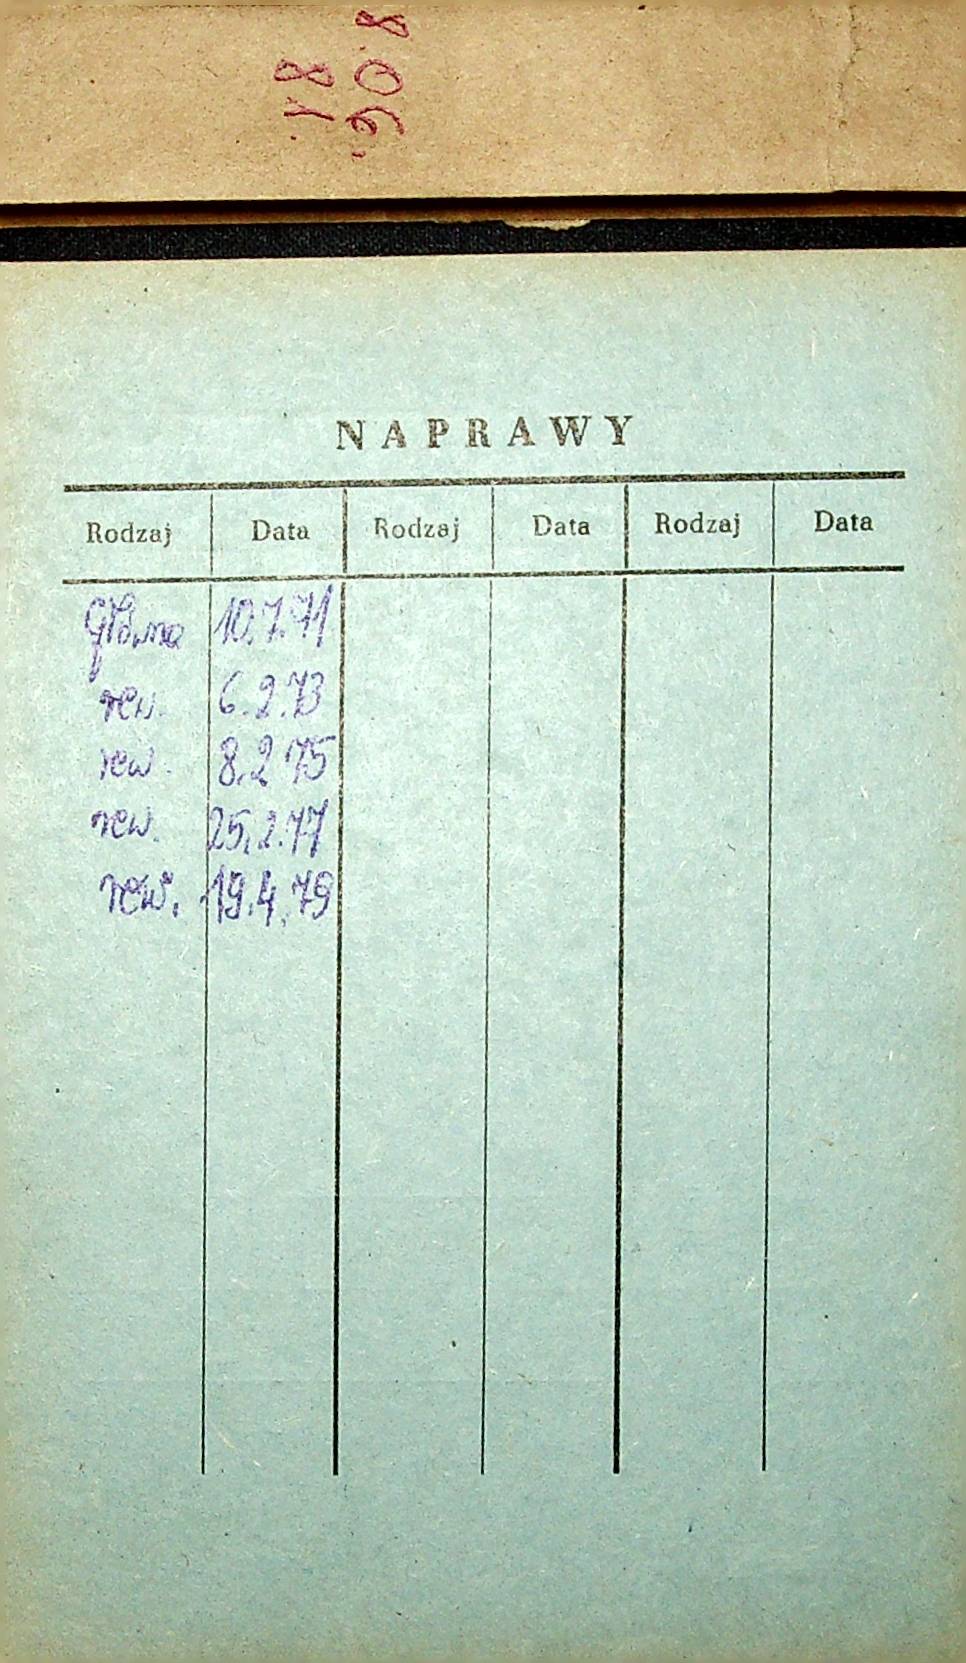 NAPRAWY
Rodzaj Data Rodzaj Data Rodzaj Data
Główna 10.7.71
rew. 6.2.73
rew. 8.2 75
rew. 25.2.77
rew. 19.4.79